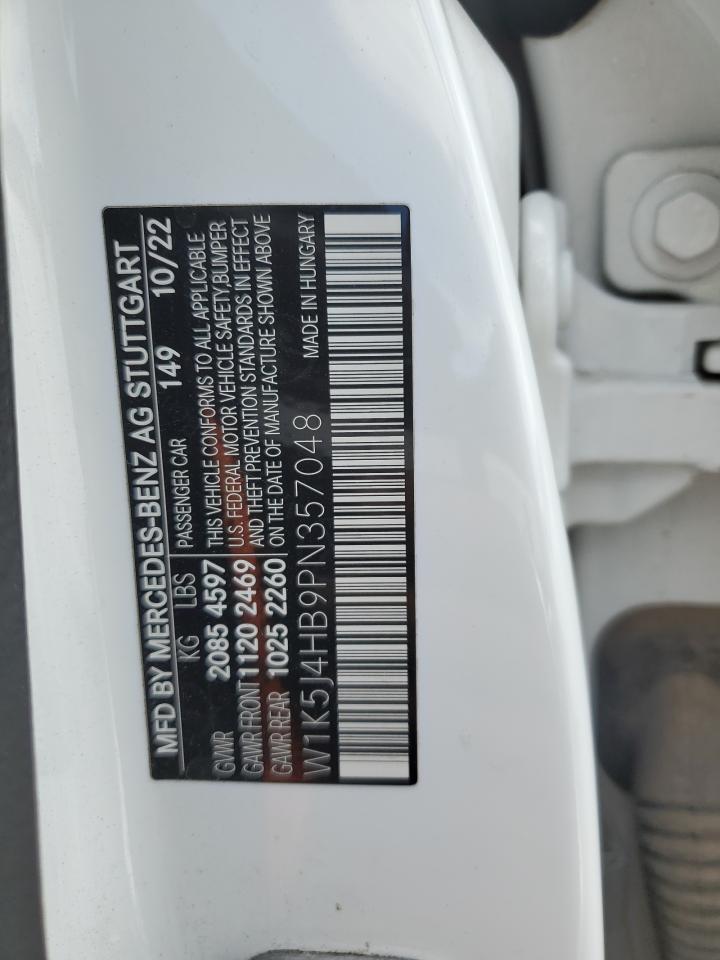 MFD BY MERCEDES-BENZ AG STUTTGART
KG LBS PASSENGER CAR 149 10/22
GVWR 2085 4597 THIS VEHICLE CONFORMS TO ALL APPLICABLE
GAWR FRONT 1120 2469 U.S. FEDERAL MOTOR VEHICLE SAFETY,BUMPER
GAWR REAR 1025 2260 AND THEFT PREVENTION STANDARDS IN EFFECT
ON THE DATE OF MANUFACTURE SHOWN ABOVE
W1K5J4HB9PN357048 MADE IN HUNGARY